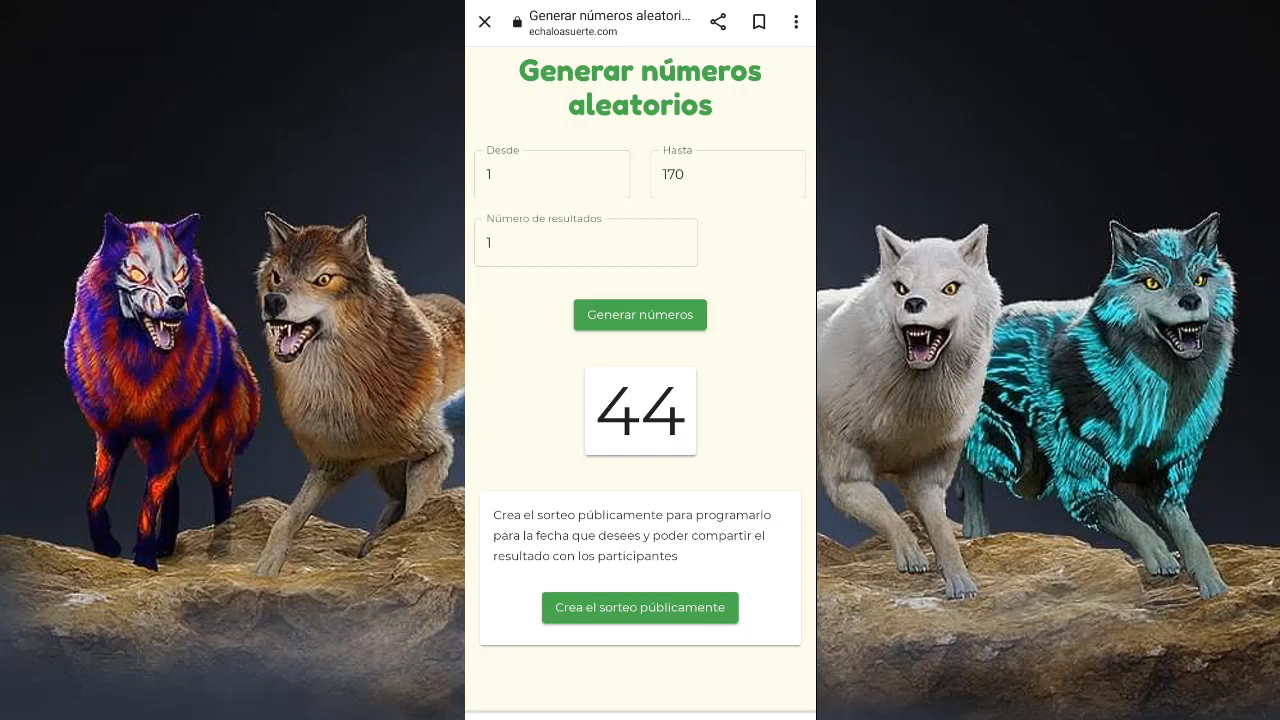 Generar números aleatori...
echaloasuerte.com
Generar números
aleatorios
Desde
1
Hasta
170
Número de resultados
1
Generar números
44
Crea el sorteo públicamente para programarlo
para la fecha que desees y poder compartir el
resultado con los participantes
Crea el sorteo públicamente